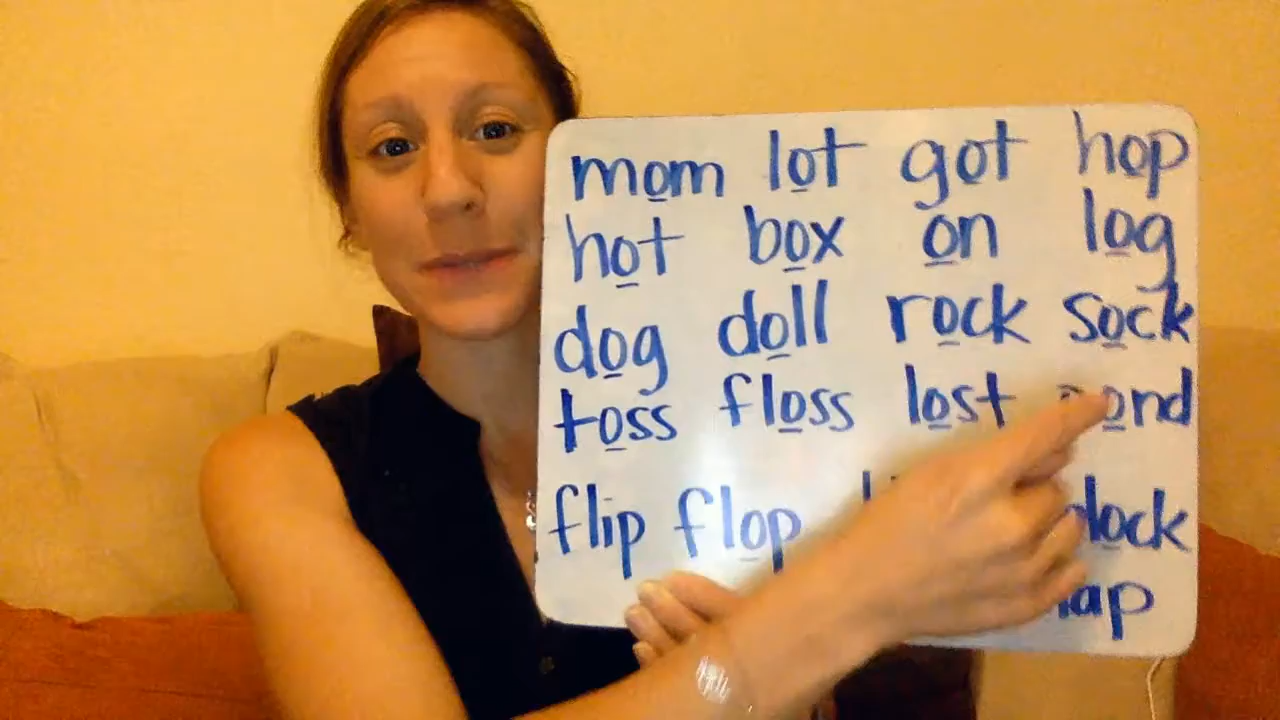 mom lot got hop
hot box on log
dog doll rock sock
toss floss lost
flip flop